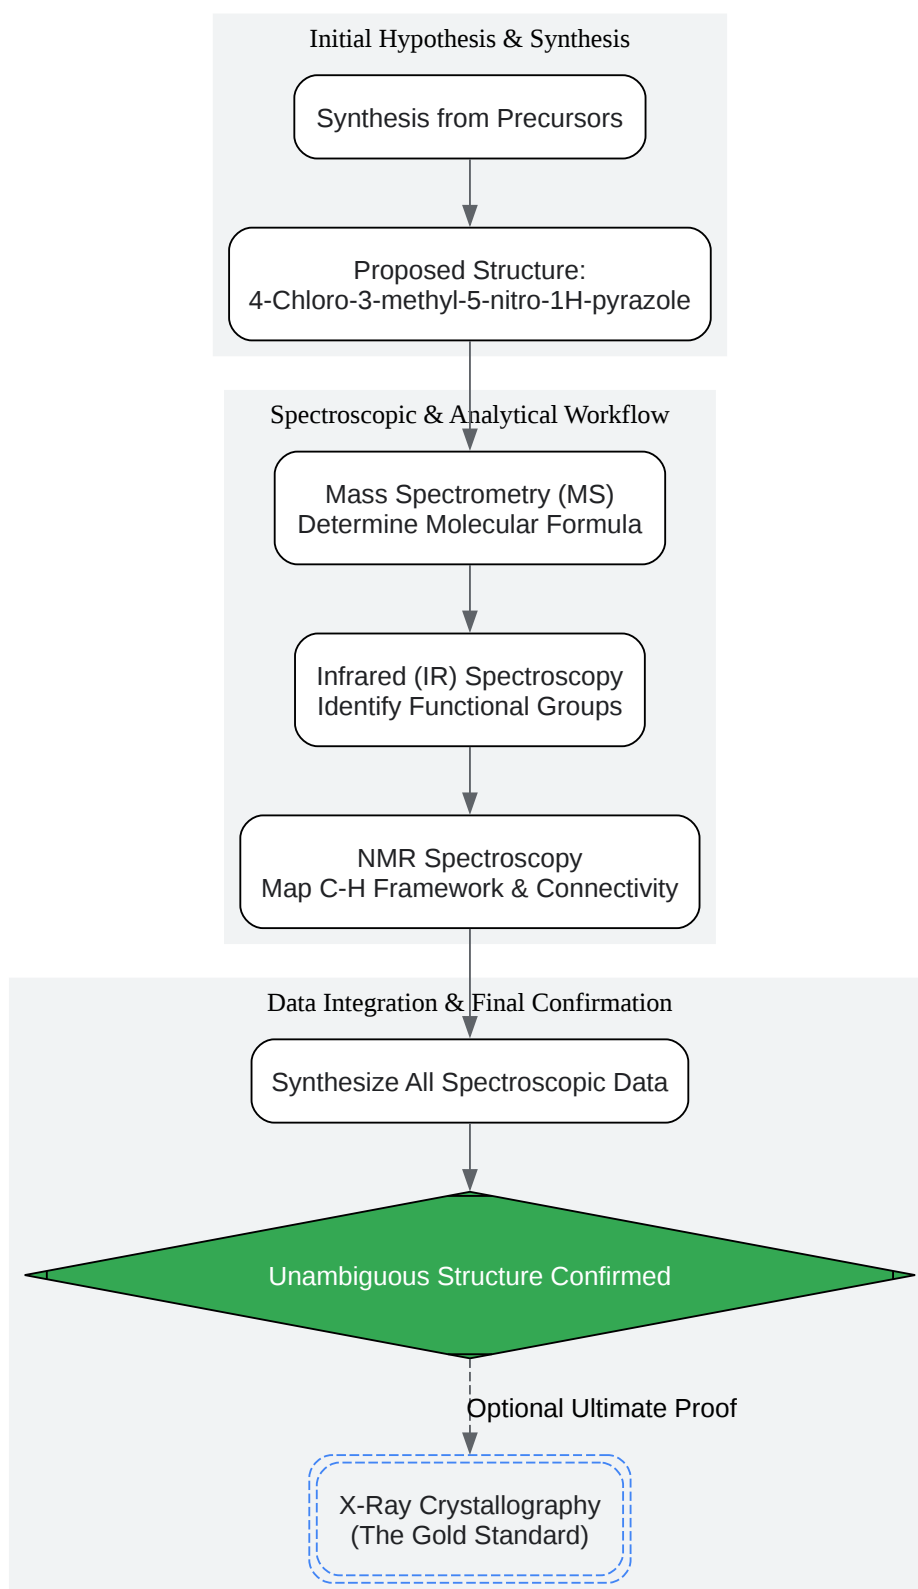 Initial Hypothesis & Synthesis
Synthesis from Precursors
Proposed Structure:
4-Chloro-3-methyl-5-nitro-1H-pyrazole
Spectroscopic & Analytical Workflow
Mass Spectrometry (MS)
Determine Molecular Formula
Infrared (IR) Spectroscopy
Identify Functional Groups
NMR Spectroscopy
Map C-H Framework & Connectivity
Data Integration & Final Confirmation
Synthesize All Spectroscopic Data
Unambiguous Structure Confirmed
Optional Ultimate Proof
X-Ray Crystallography
(The Gold Standard)